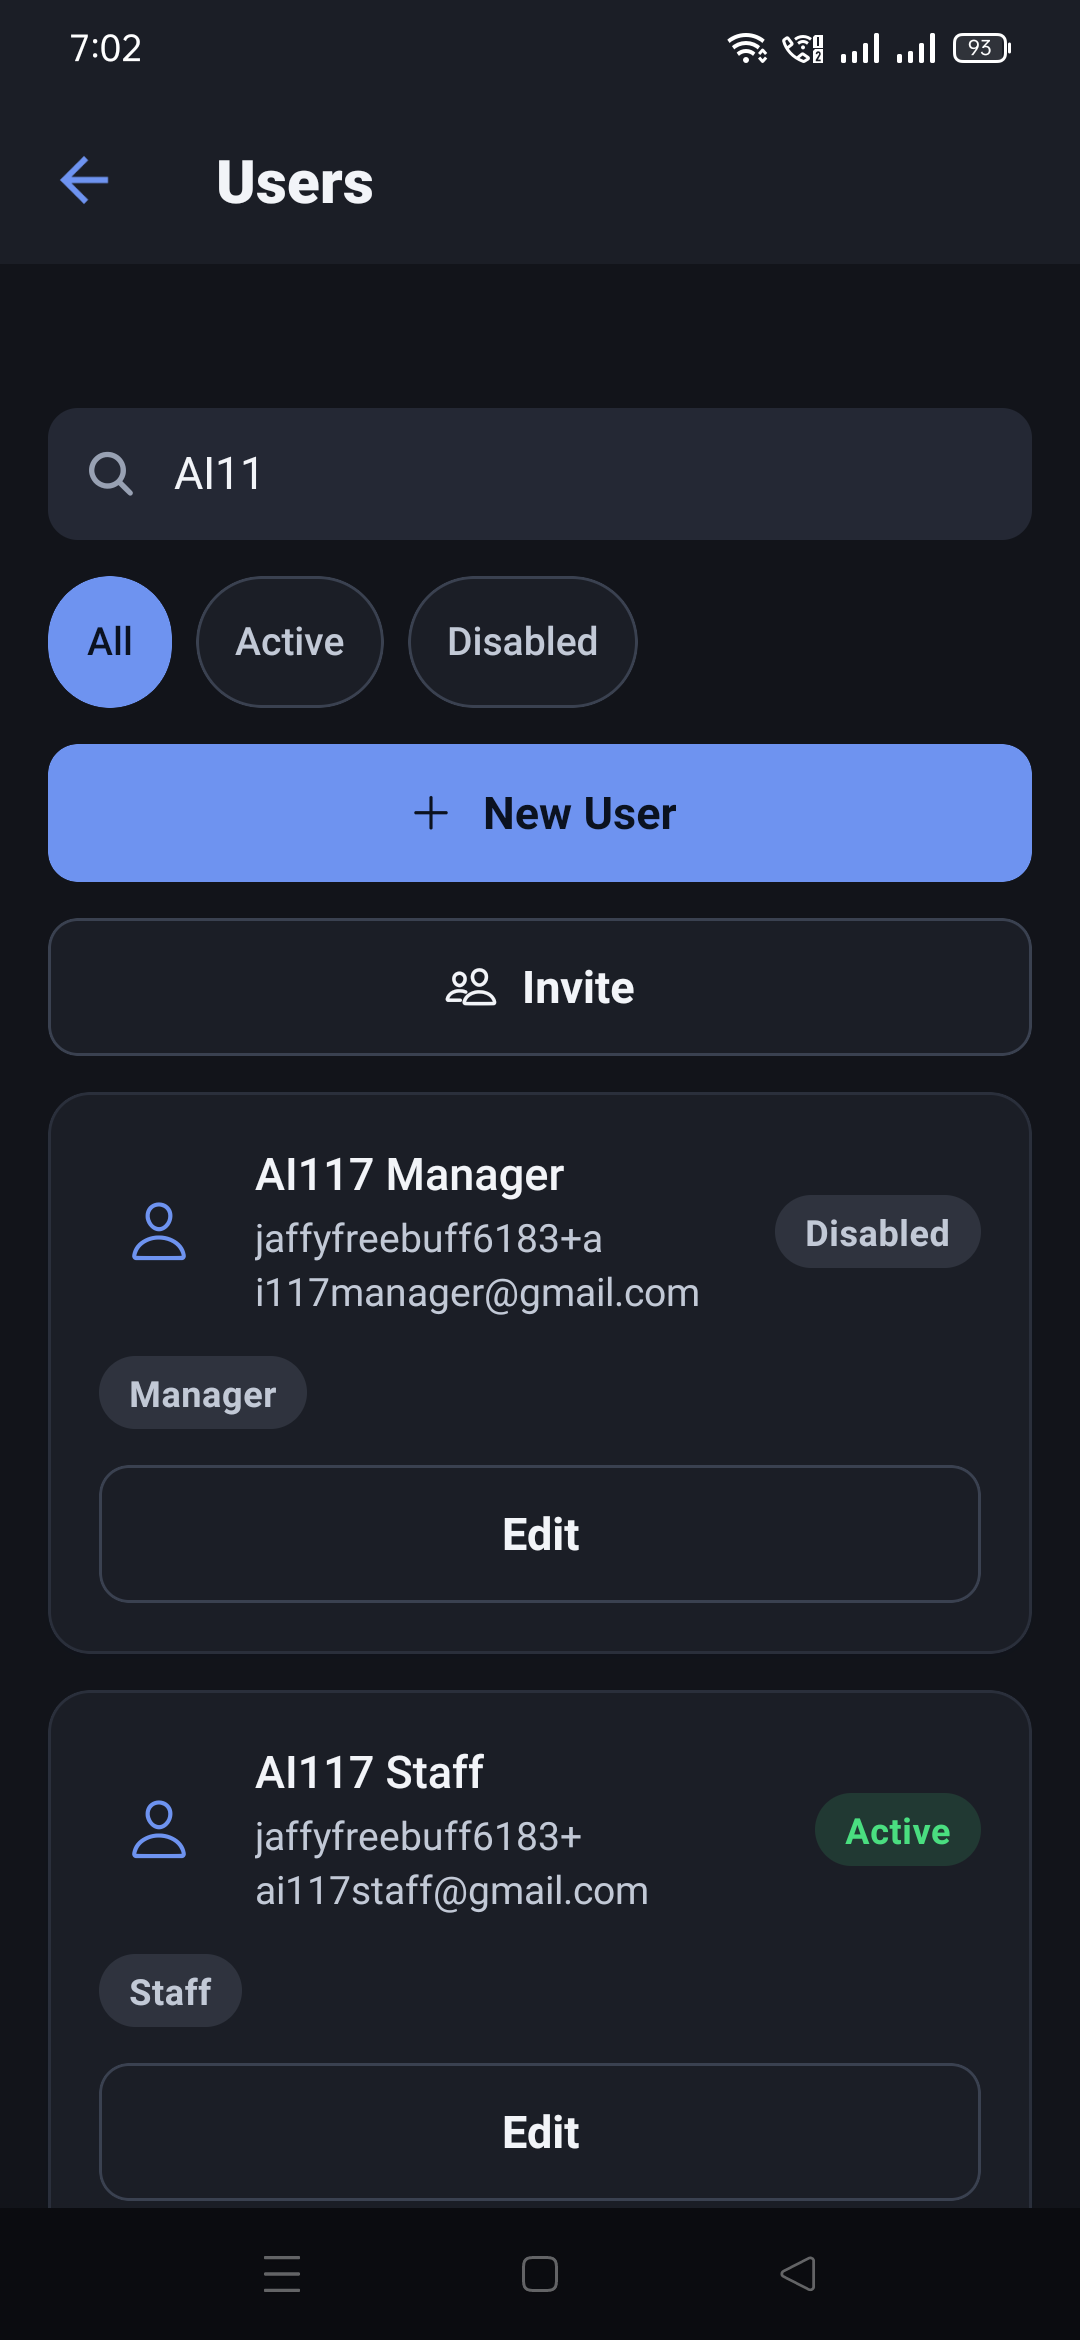 7:02
93
Users
AI11
All
Active
Disabled
New User
Invite
AI117 Manager
jaffyfreebuff6183+a
i117manager@gmail.com
Disabled
Manager
Edit
AI117 Staff
jaffyfreebuff6183+
ai117staff@gmail.com
Active
Staff
Edit